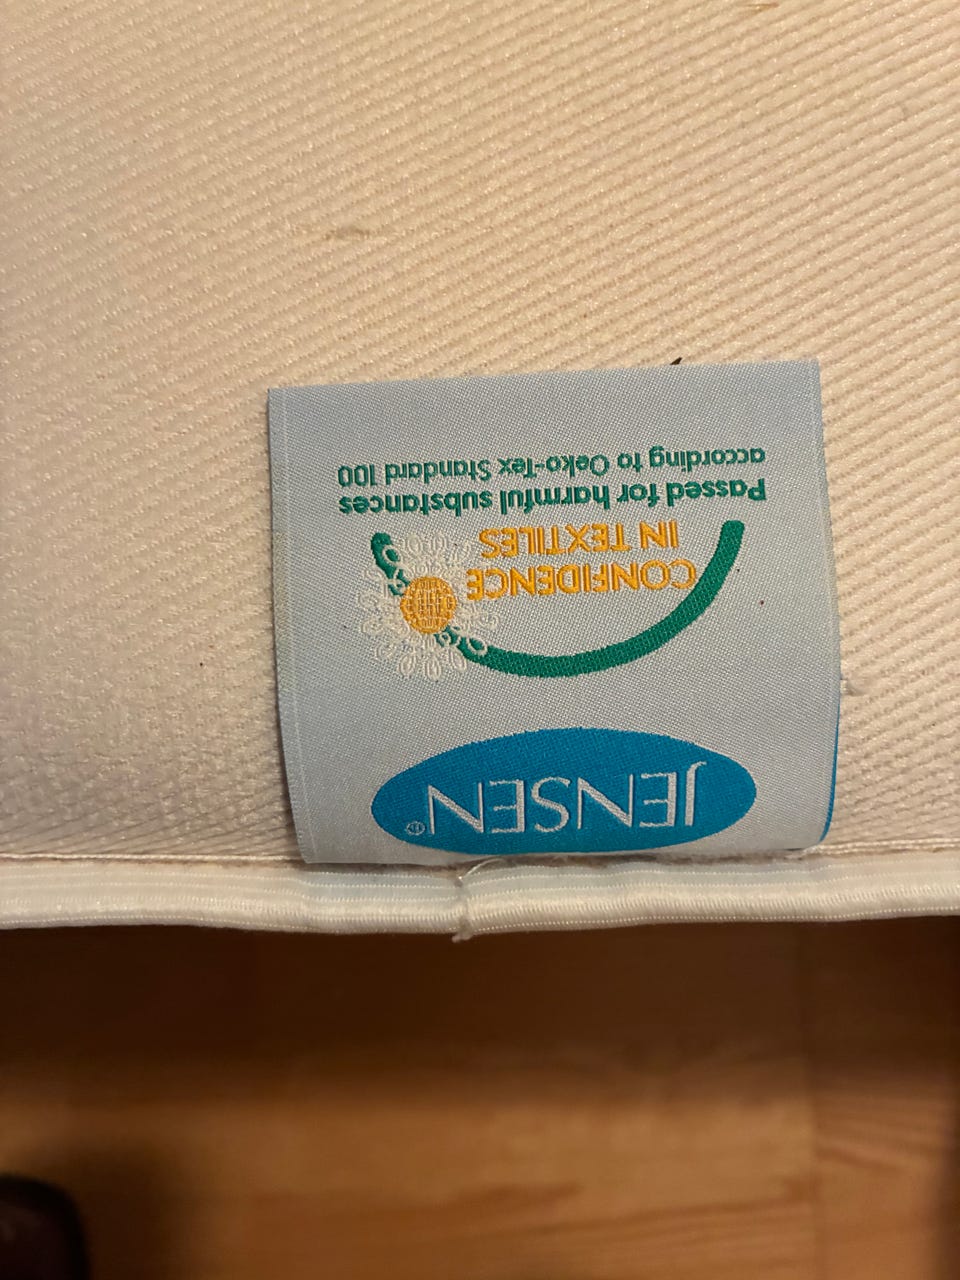 JENSEN®
CONFIDENCE
IN TEXTILES
Passed for harmful substances
according to Oeko-Tex Standard 100